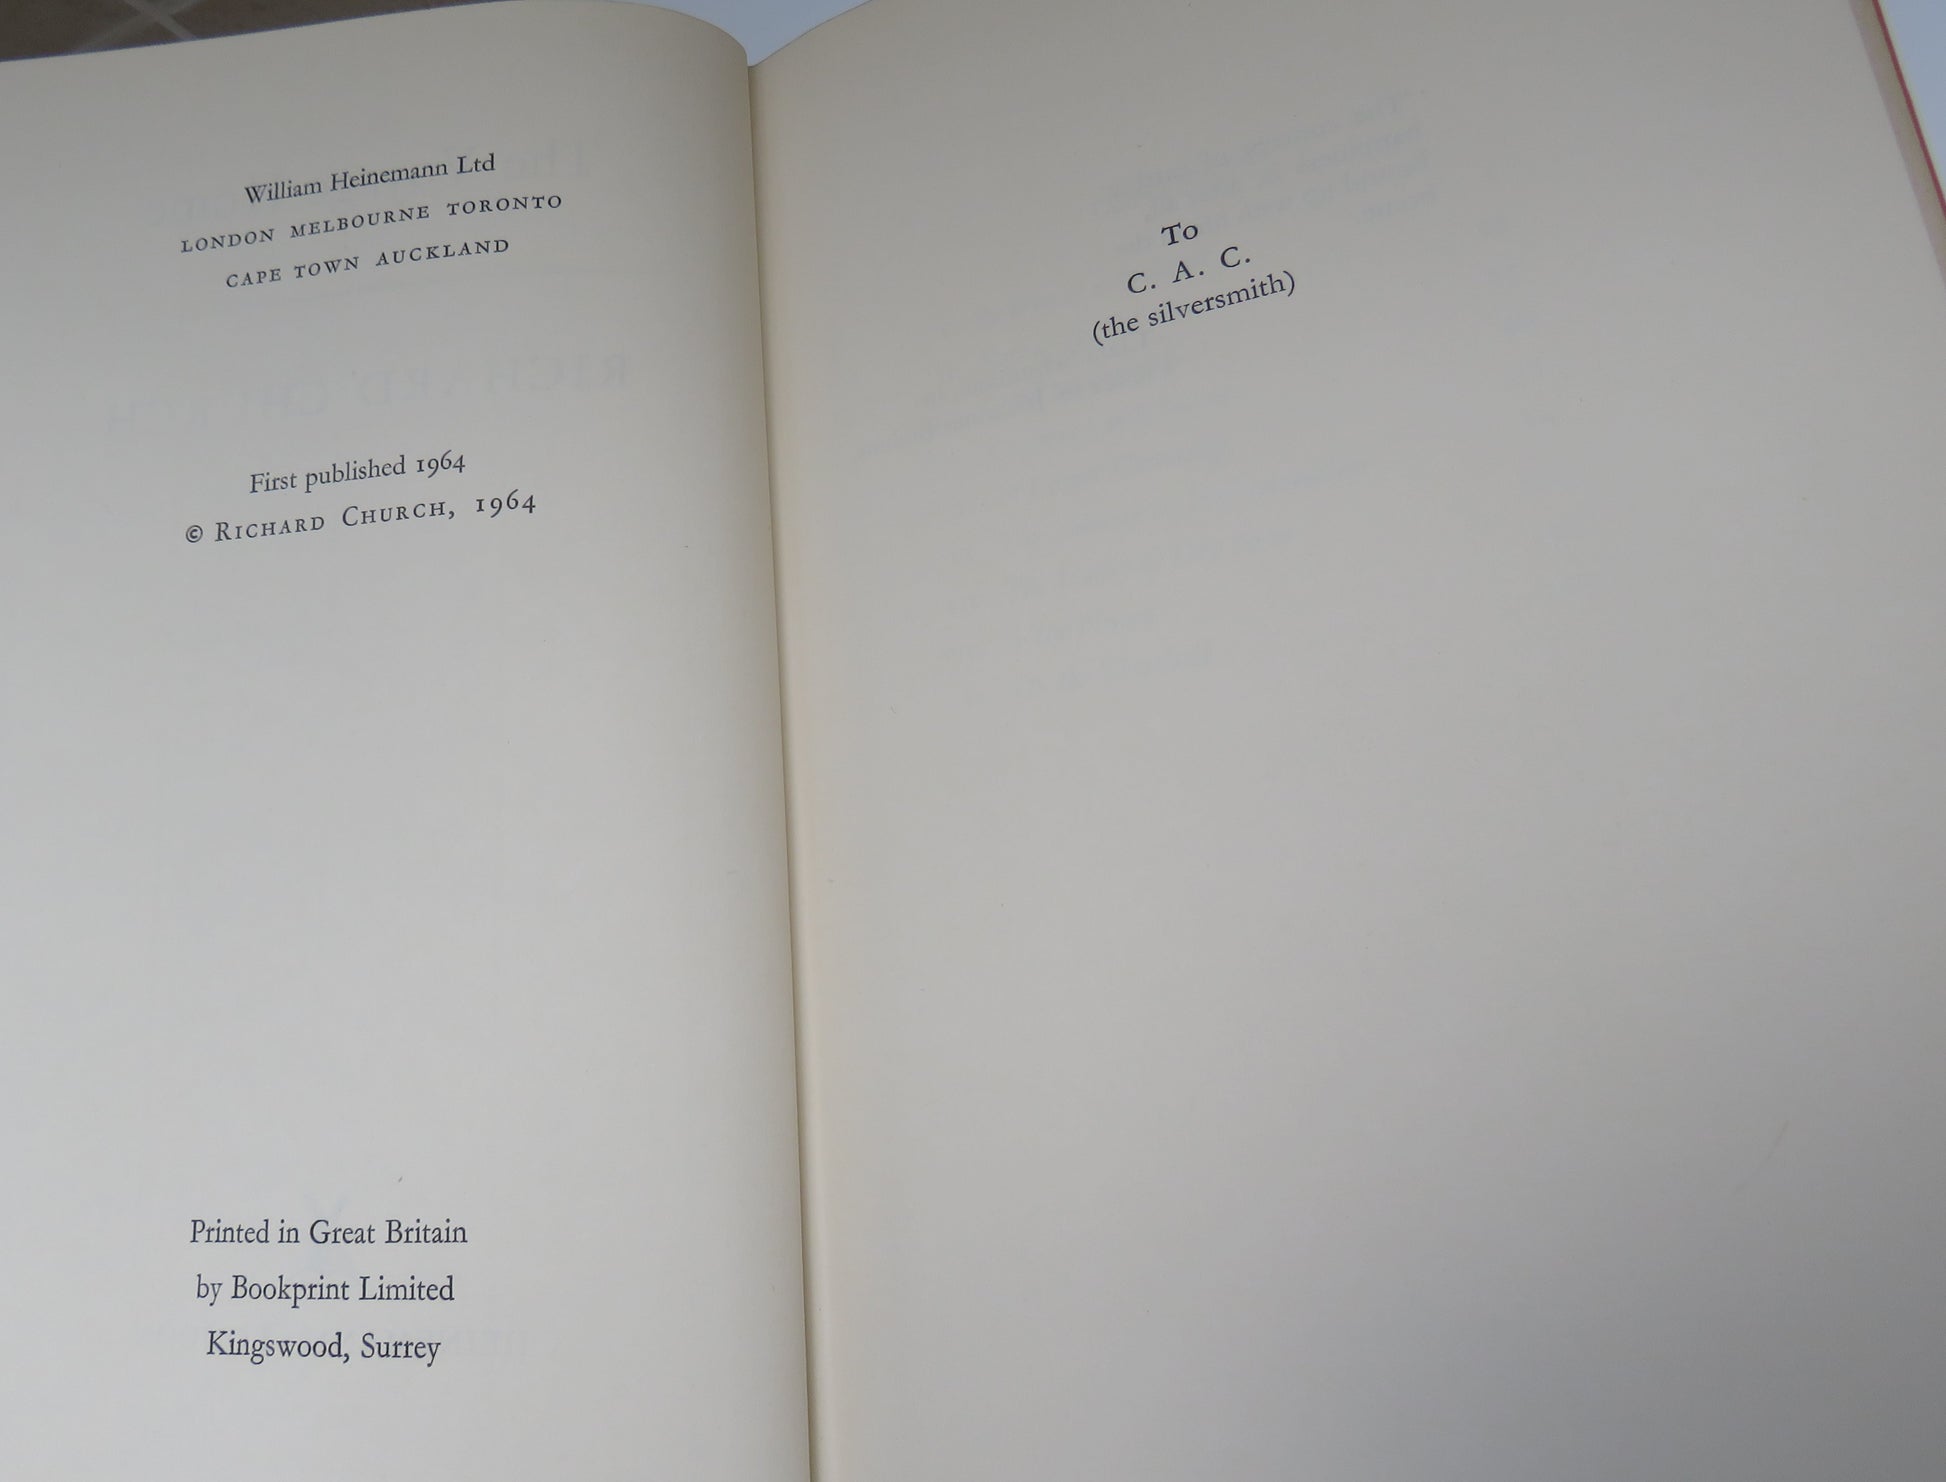 William Heinemann Ltd
LONDON MELBOURNE TORONTO
CAPE TOWN AUCKLAND
First published 1964
© RICHARD CHURCH, 1964
Printed in Great Britain
by Bookprint Limited
Kingswood, Surrey
To
C. A. C.
(the silversmith)